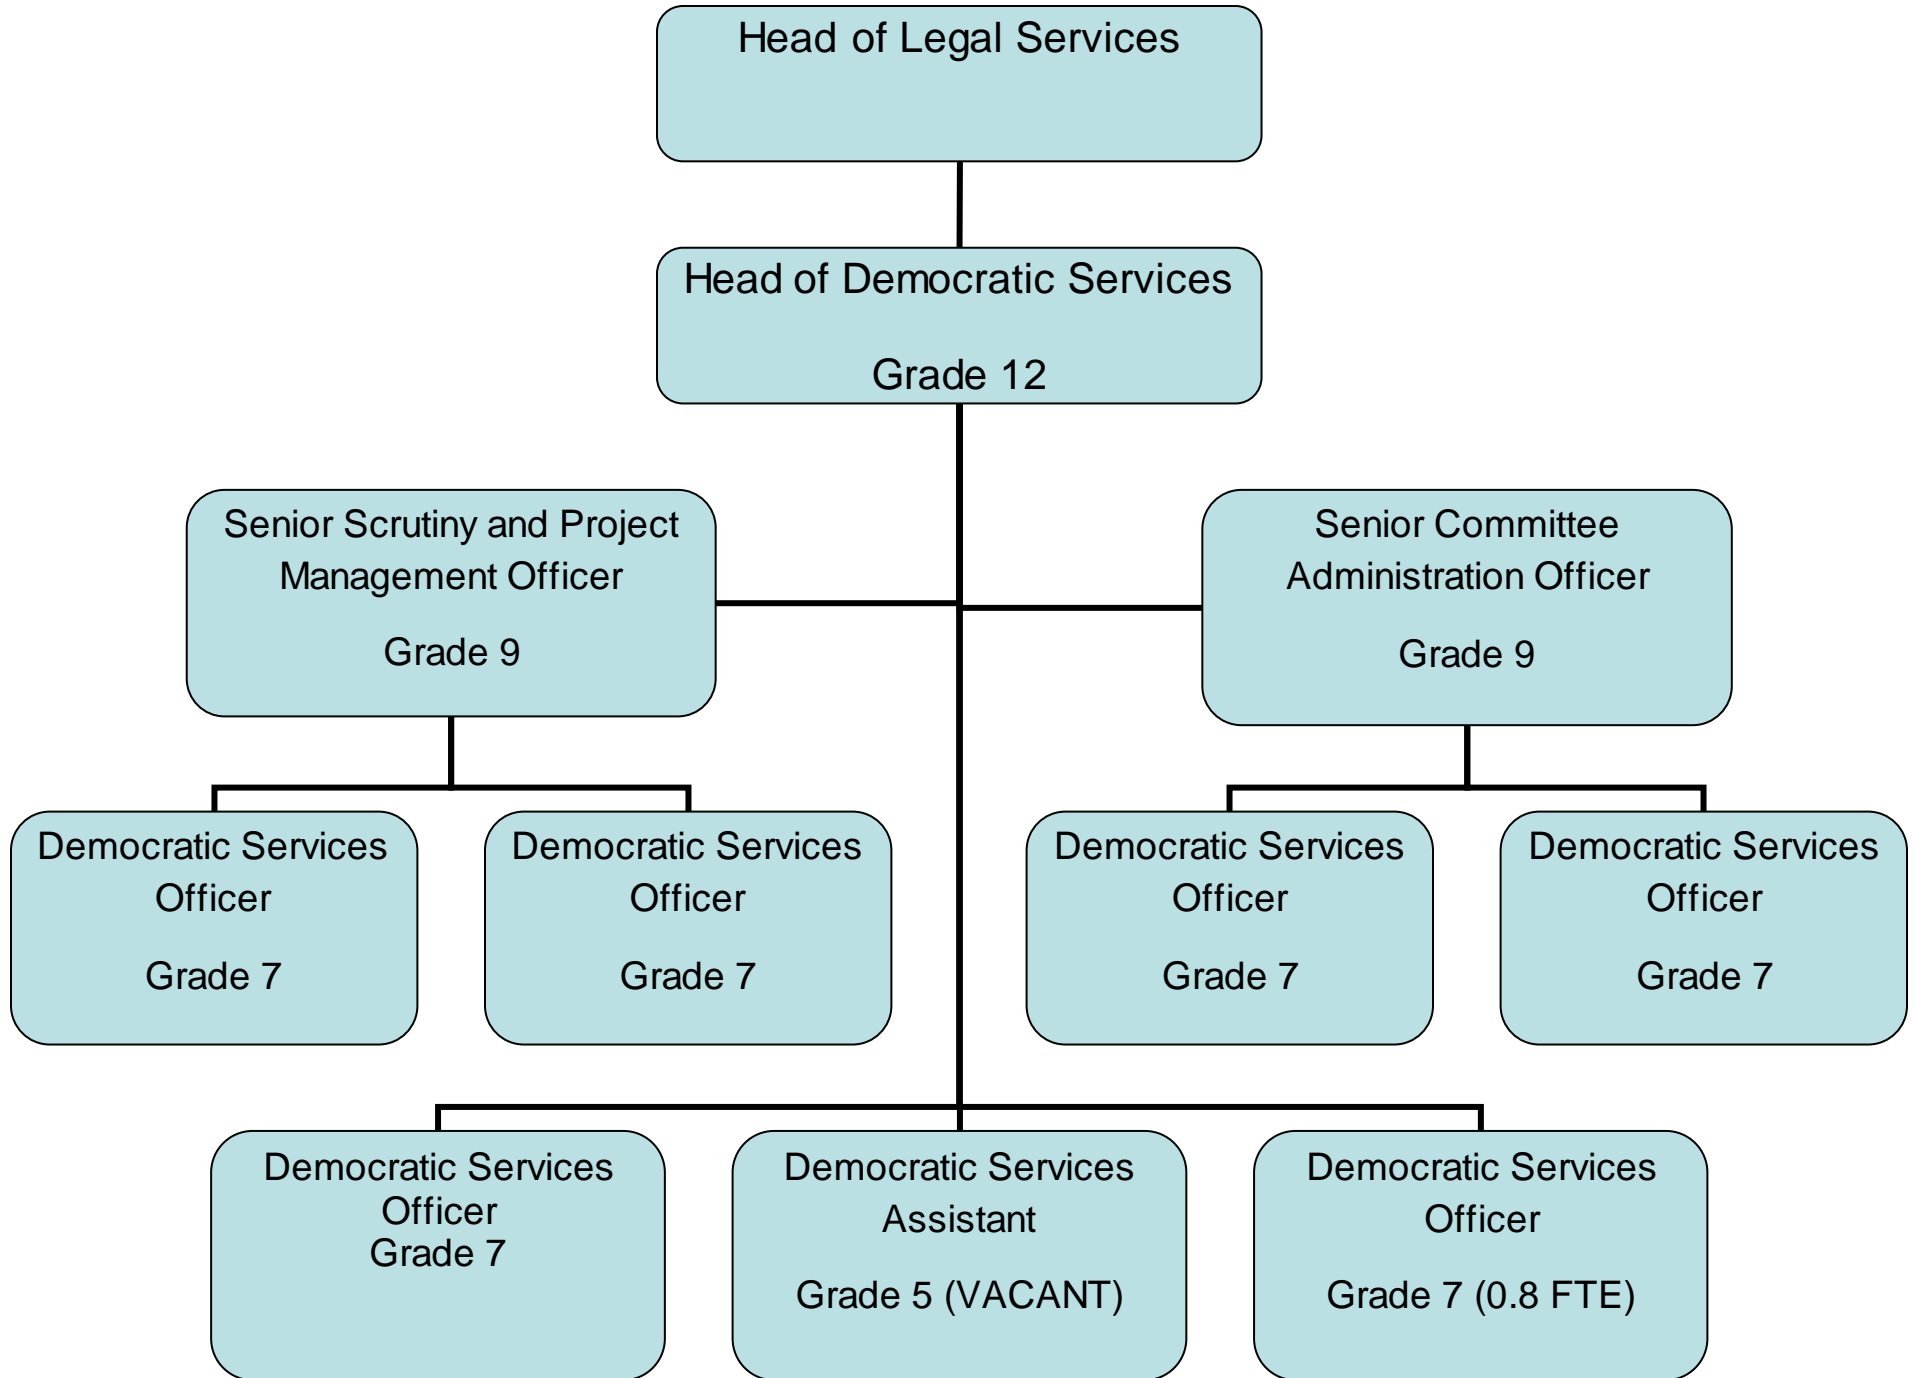 Head of Legal Services
Head of Democratic Services
Grade 12
Senior Scrutiny and Project
Management Officer
Grade 9
Senior Committee
Administration Officer
Grade 9
Democratic Services
Officer
Grade 7
Democratic Services
Officer
Grade 7
Democratic Services
Officer
Grade 7
Democratic Services
Officer
Grade 7
Democratic Services
Officer
Grade 7
Democratic Services
Assistant
Grade 5 (VACANT)
Democratic Services
Officer
Grade 7 (0.8 FTE)